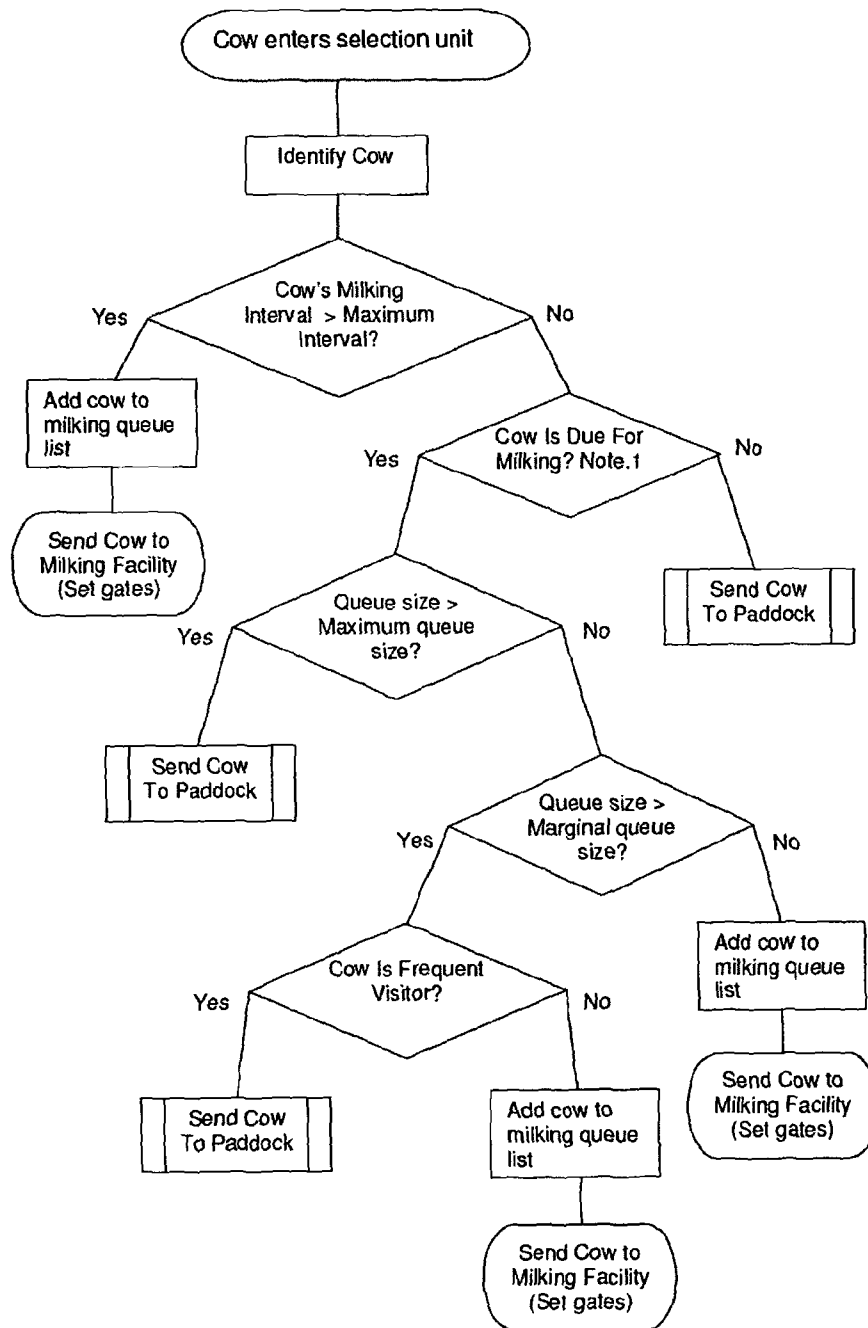 Cow enters selection unit
Identify Cow
Cow's Milking
Interval > Maximum
Interval?
Yes
No
Add cow to
milking queue
list
Send Cow to
Milking Facility
(Set gates)
Cow Is Due For
Milking? Note.1
Yes
No
Send Cow
To Paddock
Queue size >
Maximum queue
size?
Yes
No
Send Cow
To Paddock
Queue size >
Marginal queue
size?
Yes
No
Add cow to
milking queue
list
Send Cow to
Milking Facility
(Set gates)
Cow Is Frequent
Visitor?
Yes
No
Send Cow
To Paddock
Add cow to
milking queue
list
Send Cow to
Milking Facility
(Set gates)